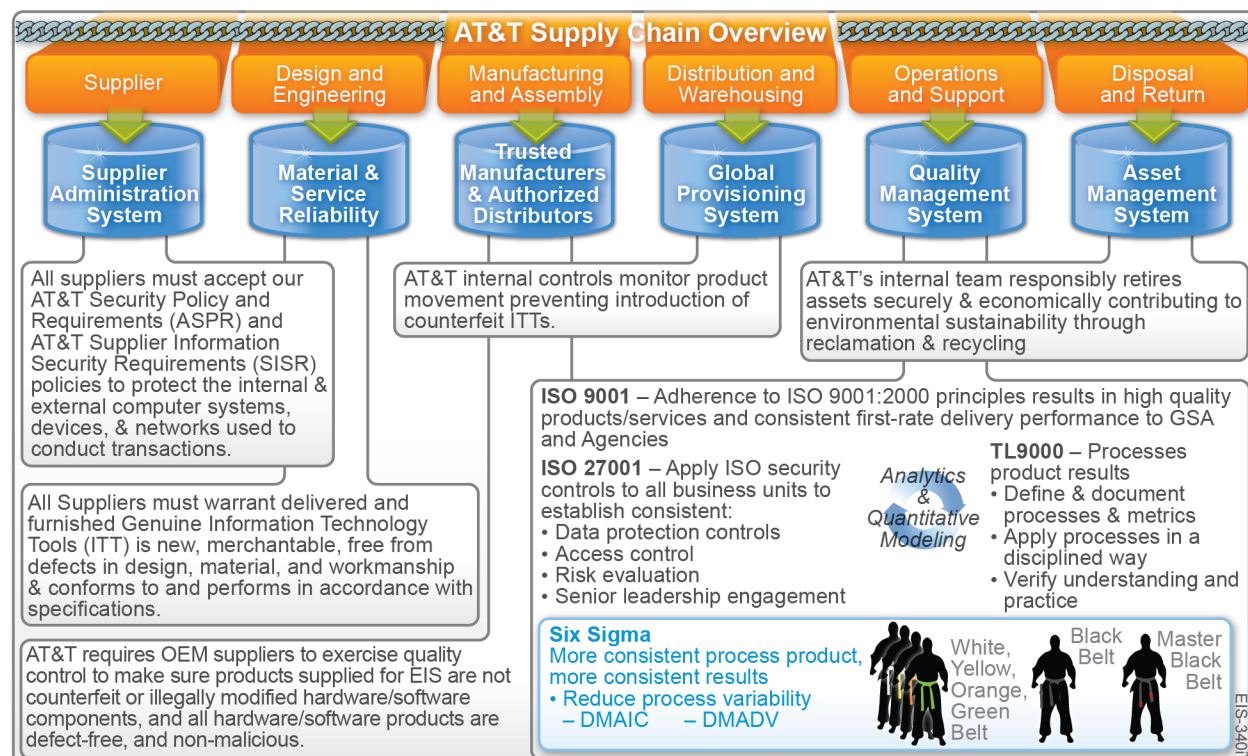 AT&T Supply Chain Overview
Supplier
Design and
Engineering
Manufacturing
and Assembly
Distribution and
Warehousing
Operations
and Support
Disposal
and Return
Supplier
Administration
System
Material &
Service
Reliability
Trusted
Manufacturers
& Authorized
Distributors
Global
Provisioning
System
Quality
Management
System
Asset
Management
System
All suppliers must accept our
AT&T Security Policy and
Requirements (ASPR) and
AT&T Supplier Information
Security Requirements (SISR)
policies to protect the internal &
external computer systems,
devices, & networks used to
conduct transactions.
AT&T internal controls monitor product
movement preventing introduction of
counterfeit ITTs.
AT&T's internal team responsibly retires
assets securely & economically contributing to
environmental sustainability through
reclamation & recycling
All Suppliers must warrant delivered and
furnished Genuine Information Technology
Tools (ITT) is new, merchantable, free from
defects in design, material, and workmanship
& conforms to and performs in accordance with
specifications.
AT&T requires OEM suppliers to exercise quality
control to make sure products supplied for EIS are not
counterfeit or illegally modified hardware/software
components, and all hardware/software products are
defect-free, and non-malicious.
ISO 9001 – Adherence to ISO 9001:2000 principles results in high quality
products/services and consistent first-rate delivery performance to GSA
and Agencies
ISO 27001 – Apply ISO security
controls to all business units to
establish consistent:
• Data protection controls
• Access control
• Risk evaluation
• Senior leadership engagement
Analytics
&
Quantitative
Modeling
TL9000 – Processes
product results
• Define & document
processes & metrics
• Apply processes in a
disciplined way
• Verify understanding and
practice
Six Sigma
More consistent process product,
more consistent results
• Reduce process variability
– DMAIC – DMADV
White,
Yellow,
Orange,
Green
Belt
Black
Belt
Master
Black
Belt